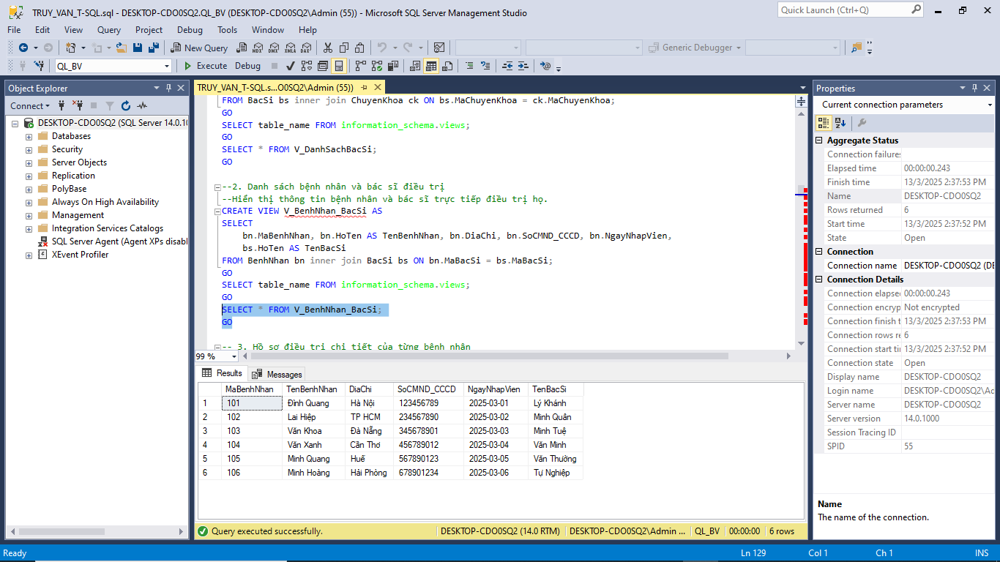 TRUY_VAN_T-SQL.sql - DESKTOP-CDO0SQ2.QL_BV (DESKTOP-CDO0SQ2\Admin (55)) - Microsoft SQL Server Management Studio
Quick Launch (Ctrl+Q)
File Edit View Query Project Debug Tools Window Help
New Query MDX DMX XMLA DAX Generic Debugger
QL_BV Execute Debug
Object Explorer
Connect
DESKTOP-CDO0SQ2 (SQL Server 14.0.10
Databases
Security
Server Objects
Replication
PolyBase
Always On High Availability
Management
Integration Services Catalogs
SQL Server Agent (Agent XPs disabl
XEvent Profiler
TRUY_VAN_T-SQL.s...O0SQ2\Admin (55))
FROM BacSi bs inner join ChuyenKhoa ck ON bs.MaChuyenKhoa = ck.MaChuyenKhoa;
GO
SELECT table_name FROM information_schema.views;
GO
SELECT * FROM V_DanhSachBacSi;
GO
--2. Danh sách bệnh nhân và bác sĩ điều trị
--Hiển thị thông tin bệnh nhân và bác sĩ trực tiếp điều trị họ.
CREATE VIEW V_BenhNhan_BacSi AS
SELECT
bn.MaBenhNhan, bn.HoTen AS TenBenhNhan, bn.DiaChi, bn.SoCMND_CCCD, bn.NgayNhapVien,
bs.HoTen AS TenBacSi
FROM BenhNhan bn inner join BacSi bs ON bn.MaBacSi = bs.MaBacSi;
GO
SELECT table_name FROM information_schema.views;
GO
SELECT * FROM V_BenhNhan_BacSi;
GO
-- 3. Hồ sơ điều trị chi tiết của từng bệnh nhân
99 %
Results Messages
MaBenhNhan TenBenhNhan DiaChi SoCMND_CCCD NgayNhapVien TenBacSi
1 101 Đình Quang Hà Nội 123456789 2025-03-01 Lý Khánh
2 102 Lai Hiệp TP HCM 234567890 2025-03-02 Minh Quân
3 103 Văn Khoa Đà Nẵng 345678901 2025-03-03 Minh Tuệ
4 104 Văn Xanh Cần Thơ 456789012 2025-03-04 Văn Minh
5 105 Minh Quang Huế 567890123 2025-03-05 Văn Thường
6 106 Minh Hoàng Hải Phòng 678901234 2025-03-06 Tự Nghiệp
Query executed successfully. DESKTOP-CDO0SQ2 (14.0 RTM) DESKTOP-CDO0SQ2\Admin ... QL_BV 00:00:00 6 rows
Properties
Current connection parameters
Aggregate Status
Connection failures
Elapsed time 00:00:00.243
Finish time 13/3/2025 2:37:53 PM
Name DESKTOP-CDO0SQ2
Rows returned 6
Start time 13/3/2025 2:37:52 PM
State Open
Connection
Connection name DESKTOP-CDO0SQ2 (DE
Connection Details
Connection elapse 00:00:00.243
Connection encryp Not encrypted
Connection finish t 13/3/2025 2:37:53 PM
Connection rows re 6
Connection start tin 13/3/2025 2:37:52 PM
Connection state Open
Display name DESKTOP-CDO0SQ2
Login name DESKTOP-CDO0SQ2\Ad
Server name DESKTOP-CDO0SQ2
Server version 14.0.1000
Session Tracing ID
SPID 55
Name
The name of the connection.
Ready Ln 129 Col 1 Ch 1 INS